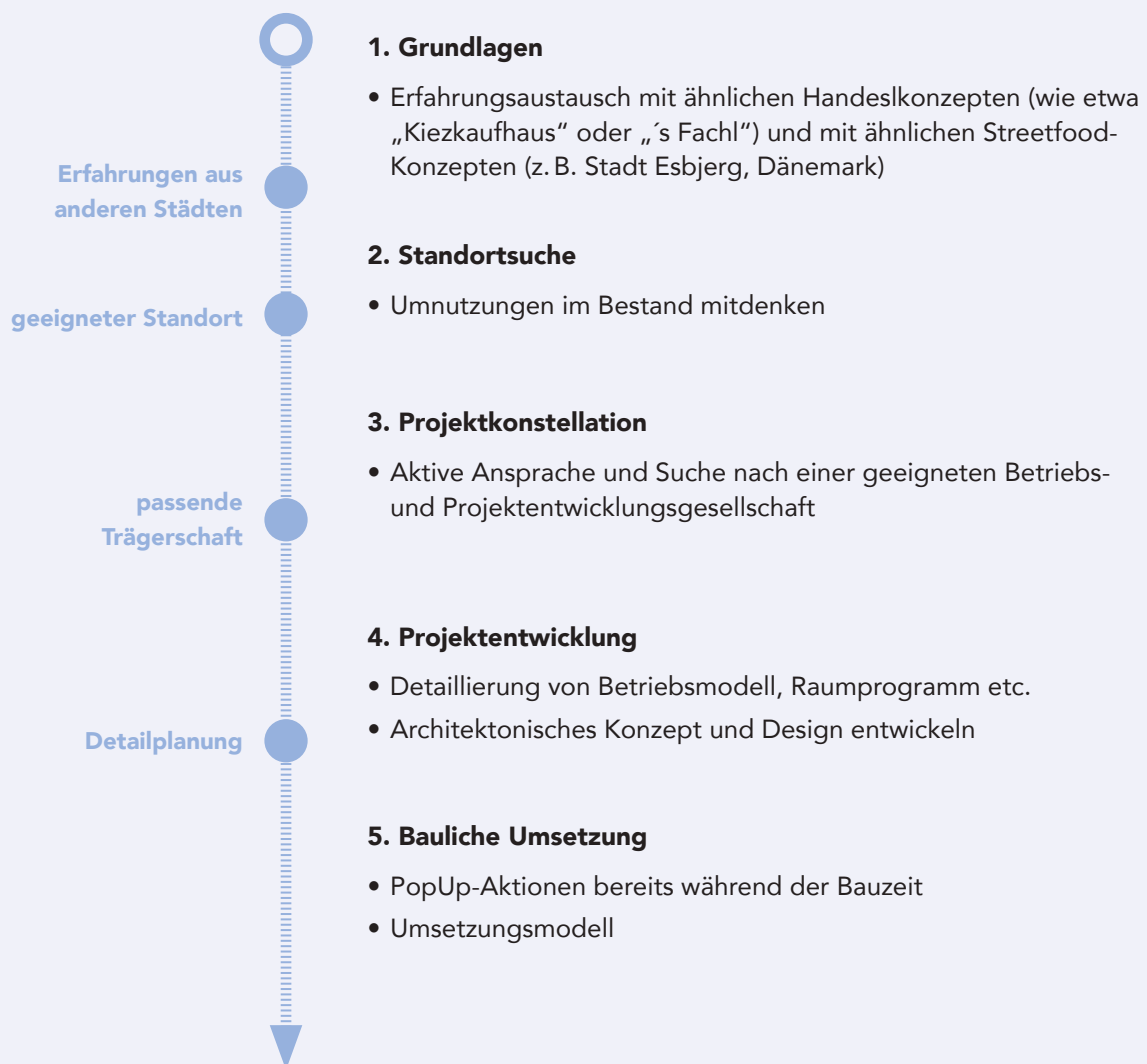 1. Grundlagen
• Erfahrungsaustausch mit ähnlichen Handeslkonzepten (wie etwa
„Kiezkaufhaus“ oder „´s Fachl“) und mit ähnlichen Streetfood-
Konzepten (z. B. Stadt Esbjerg, Dänemark)
Erfahrungen aus
anderen Städten
2. Standortsuche
• Umnutzungen im Bestand mitdenken
geeigneter Standort
3. Projektkonstellation
• Aktive Ansprache und Suche nach einer geeigneten Betriebs-
und Projektentwicklungsgesellschaft
passende
Trägerschaft
4. Projektentwicklung
• Detaillierung von Betriebsmodell, Raumprogramm etc.
• Architektonisches Konzept und Design entwickeln
Detailplanung
5. Bauliche Umsetzung
• PopUp-Aktionen bereits während der Bauzeit
• Umsetzungsmodell